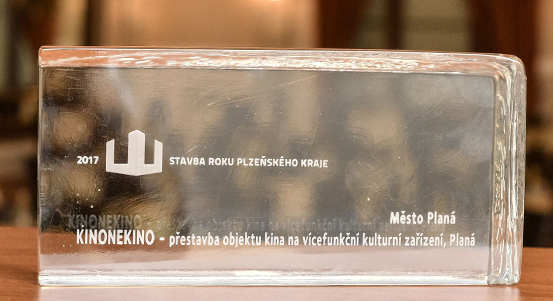 2017 STAVBA ROKU PLZEŇSKÉHO KRAJE
Město Planá
KINONEKINO – přestavba objektu kina na vícefunkční kulturní zařízení, Planá